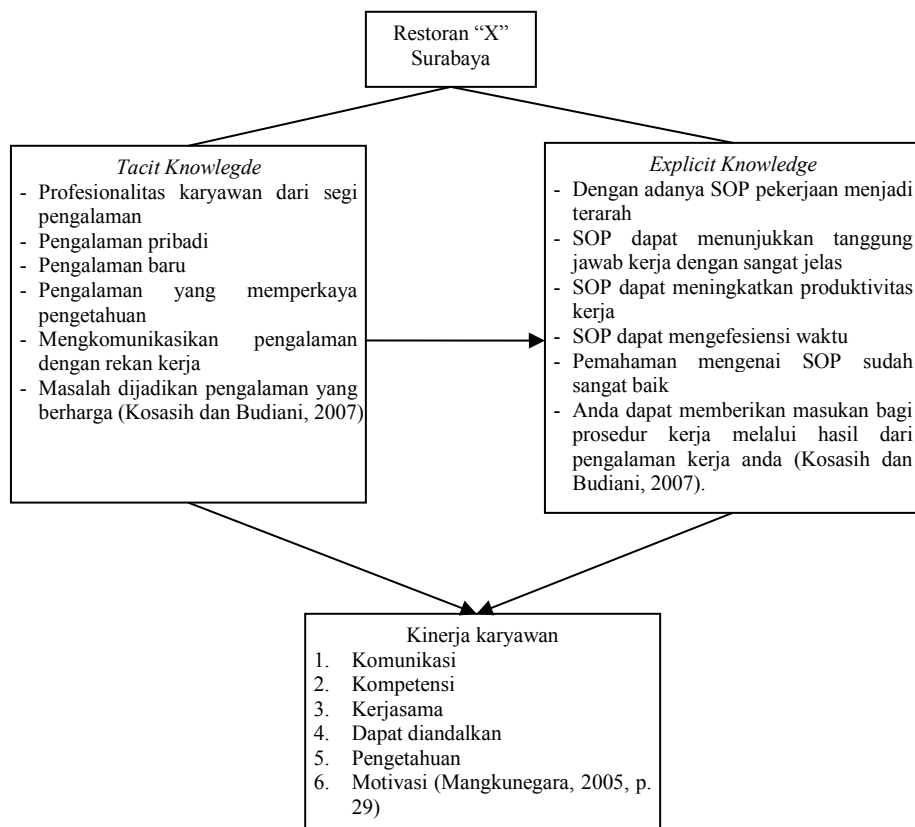 Restoran “X”
Surabaya
Tacit Knowlegde
- Profesionalitas karyawan dari segi
pengalaman
- Pengalaman pribadi
- Pengalaman baru
- Pengalaman yang memperkaya
pengetahuan
- Mengkomunikasikan pengalaman
dengan rekan kerja
- Masalah dijadikan pengalaman yang
berharga (Kosasih dan Budiani, 2007)
Explicit Knowledge
- Dengan adanya SOP pekerjaan menjadi
terarah
- SOP dapat menunjukkan tanggung
jawab kerja dengan sangat jelas
- SOP dapat meningkatkan produktivitas
kerja
- SOP dapat mengefesiensi waktu
- Pemahaman mengenai SOP sudah
sangat baik
- Anda dapat memberikan masukan bagi
prosedur kerja melalui hasil dari
pengalaman kerja anda (Kosasih dan
Budiani, 2007).
Kinerja karyawan
1. Komunikasi
2. Kompetensi
3. Kerjasama
4. Dapat diandalkan
5. Pengetahuan
6. Motivasi (Mangkunegara, 2005, p.
29)